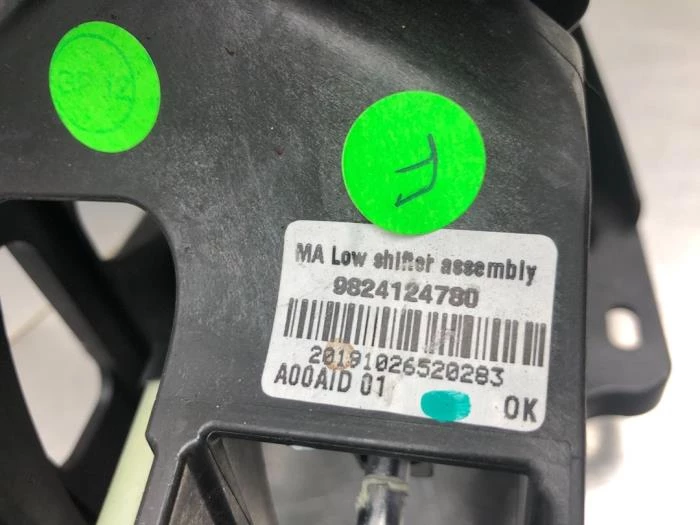 MA Low shifter assembly
9824124780
20191026520283
A00AID 01
OK